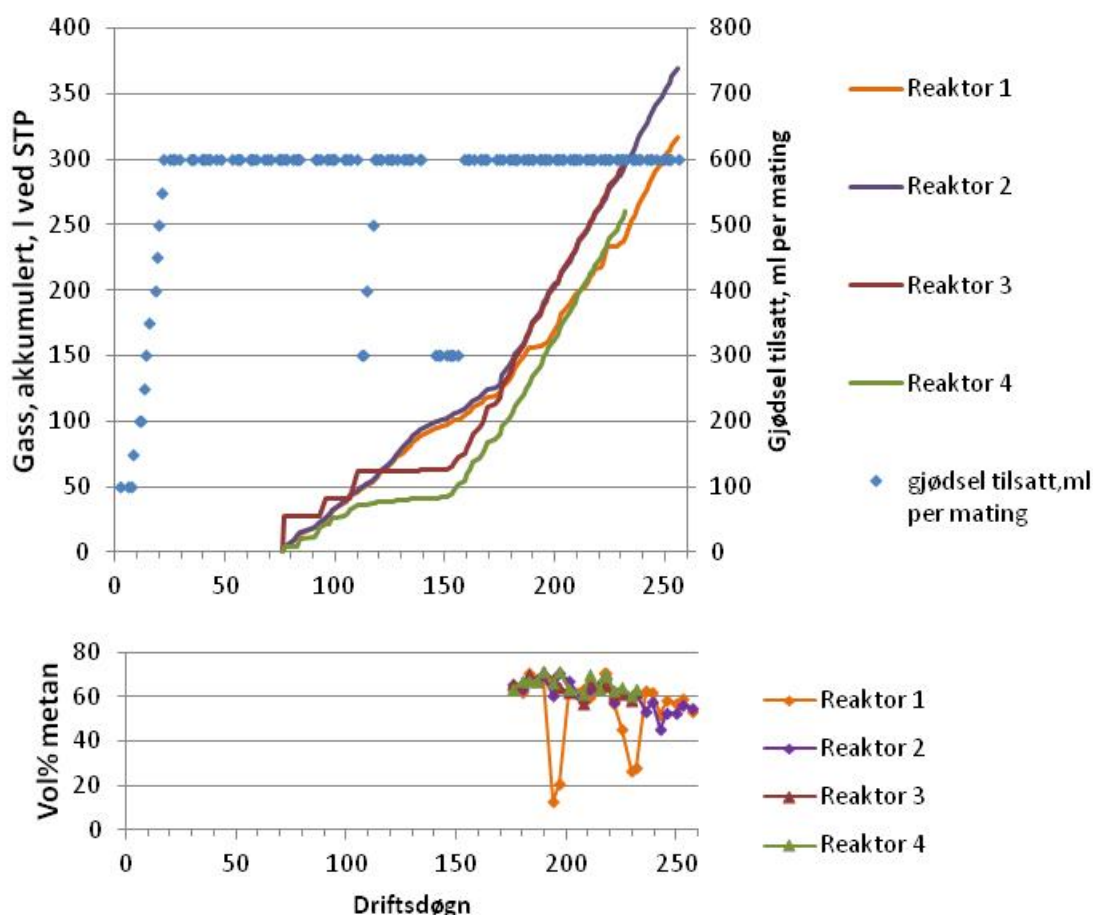 Gass, akkumulert, l ved STP
400
350
300
250
200
150
100
50
0
0
50
100
150
200
250
800
700
600
500
400
300
200
100
0
Gjødsel tilsatt, ml per mating
Reaktor 1
Reaktor 2
Reaktor 3
Reaktor 4
gjødsel tilsatt,ml
per mating
Vol% metan
80
60
40
20
0
0
50
100
150
200
250
Driftsdøgn
Reaktor 1
Reaktor 2
Reaktor 3
Reaktor 4